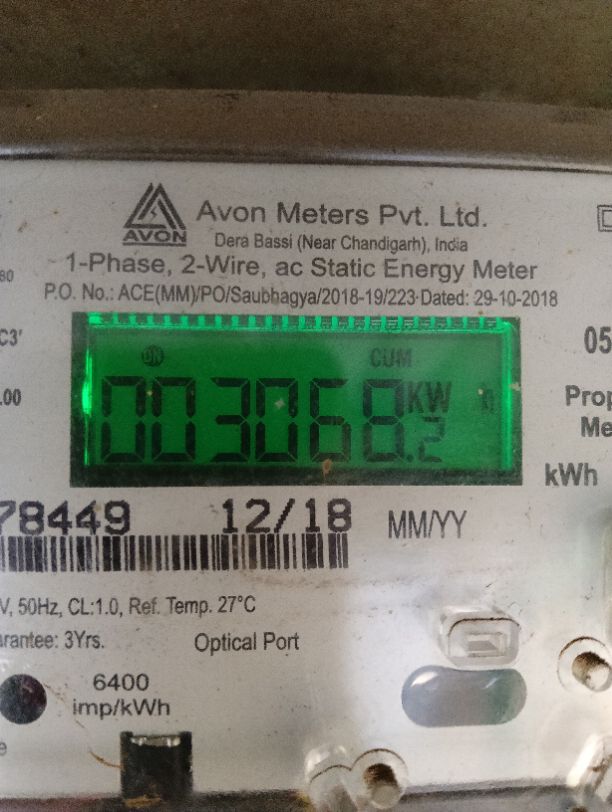 AVON
Avon Meters Pvt. Ltd.
Dera Bassi (Near Chandigarh), India
1-Phase, 2-Wire, ac Static Energy Meter
P.O. No.: ACE(MM)/PO/Saubhagya/2018-19/223 Dated: 29-10-2018
80
C3'
.00
ON CUM
003068.2 KW
05
Prop
Me
kWh
78449 12/18 MM/YY
V, 50Hz, CL:1.0, Ref. Temp. 27°C
arantee: 3Yrs.
Optical Port
6400
imp/kWh